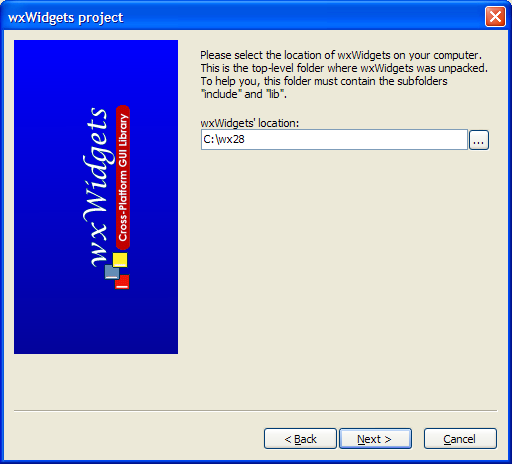 wxWidgets project
Please select the location of wxWidgets on your computer.
This is the top-level folder where wxWidgets was unpacked.
To help you, this folder must contain the subfolders
"include" and "lib".
wxWidgets' location:
C:\wx28
...
wxWidgets
Cross-Platform GUI Library
< Back
Next >
Cancel